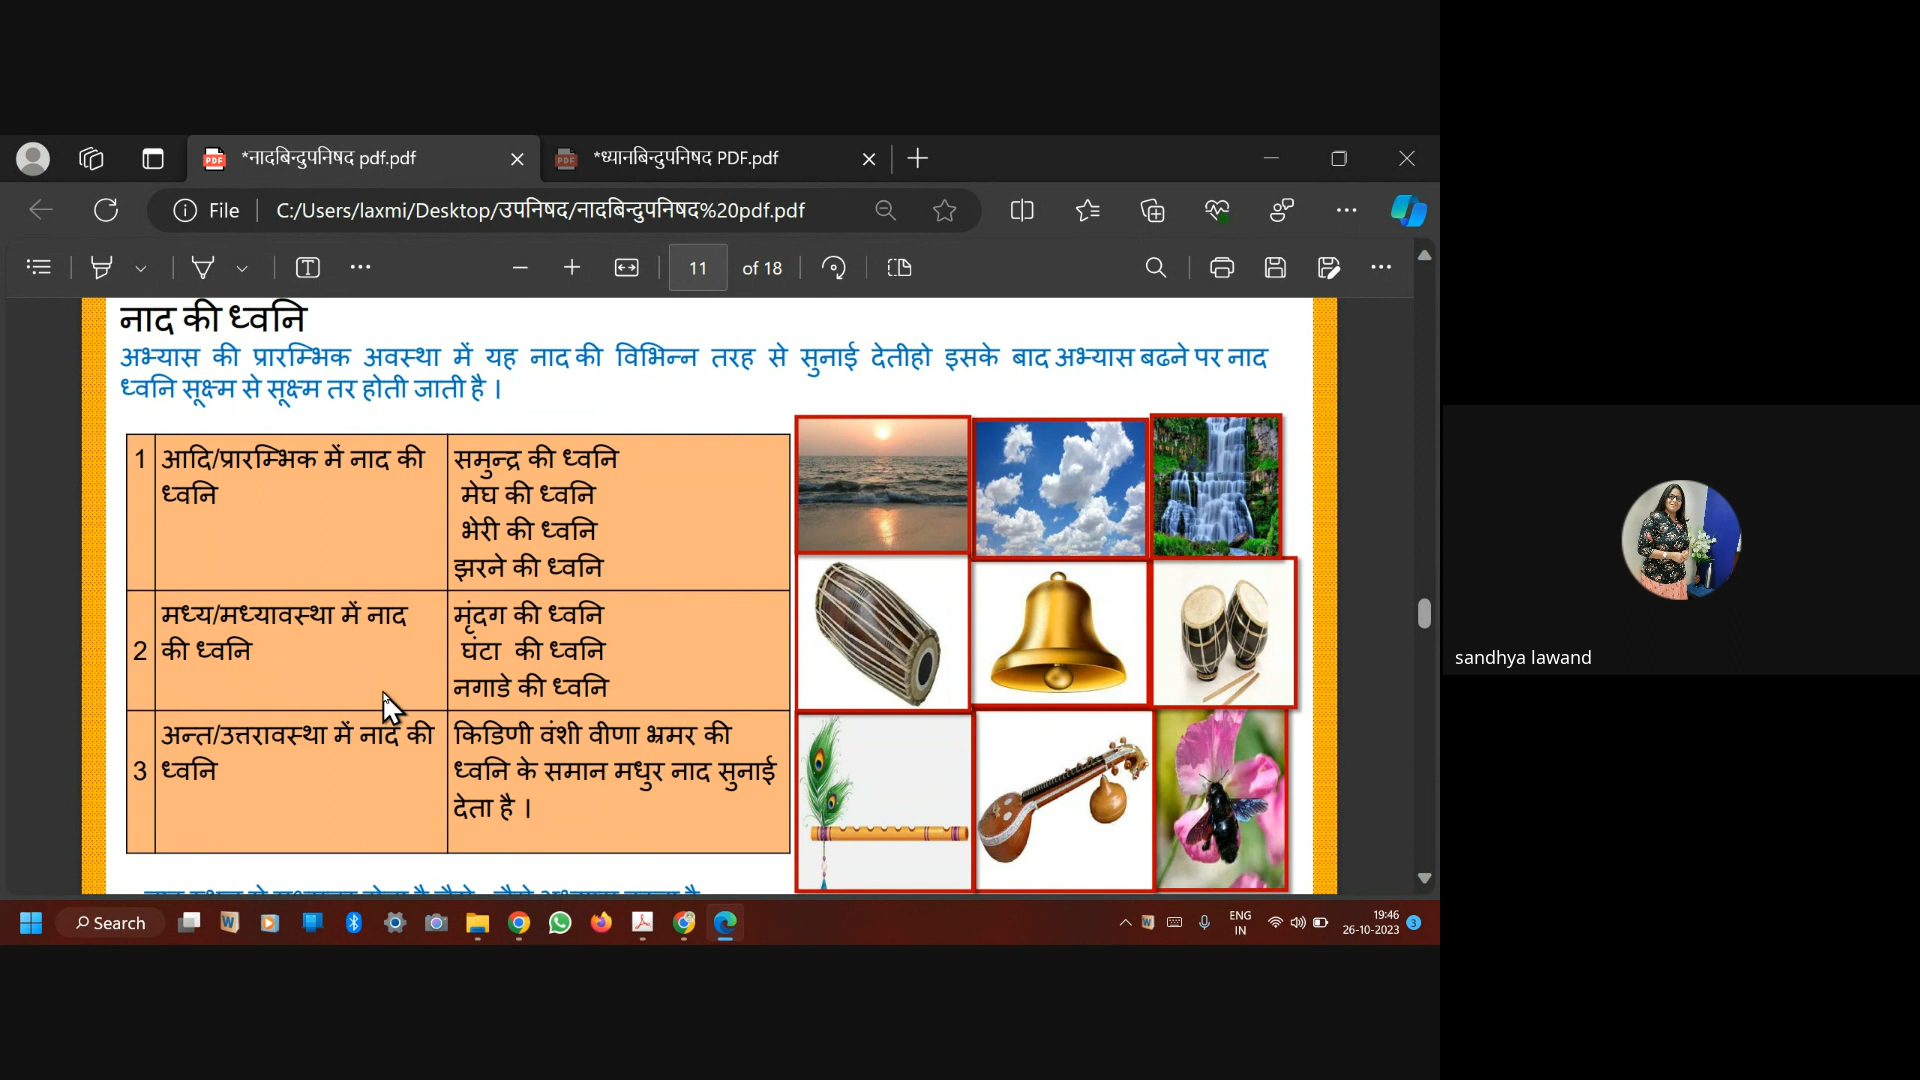 *नादबिन्दुपनिषद pdf.pdf
*ध्यानबिन्दुपनिषद PDF.pdf
File
C:/Users/laxmi/Desktop/उपनिषद/नादबिन्दुपनिषद%20pdf.pdf
11 of 18
नाद की ध्वनि
अभ्यास की प्रारम्भिक अवस्था में यह नाद की विभिन्न तरह से सुनाई देतीहो इसके बाद अभ्यास बढने पर नाद
ध्वनि सूक्ष्म से सूक्ष्म तर होती जाती है ।
1 आदि/प्रारम्भिक में नाद की
ध्वनि
समुन्द्र की ध्वनि
मेघ की ध्वनि
भेरी की ध्वनि
झरने की ध्वनि
2 मध्य/मध्यावस्था में नाद
की ध्वनि
मृंदग की ध्वनि
घंटा की ध्वनि
नगाडे की ध्वनि
3 अन्त/उत्तरावस्था में नाद की
ध्वनि
किडिणी वंशी वीणा भ्रमर की
ध्वनि के समान मधुर नाद सुनाई
देता है ।
sandhya lawand
Search
ENG
IN
19:46
26-10-2023
3